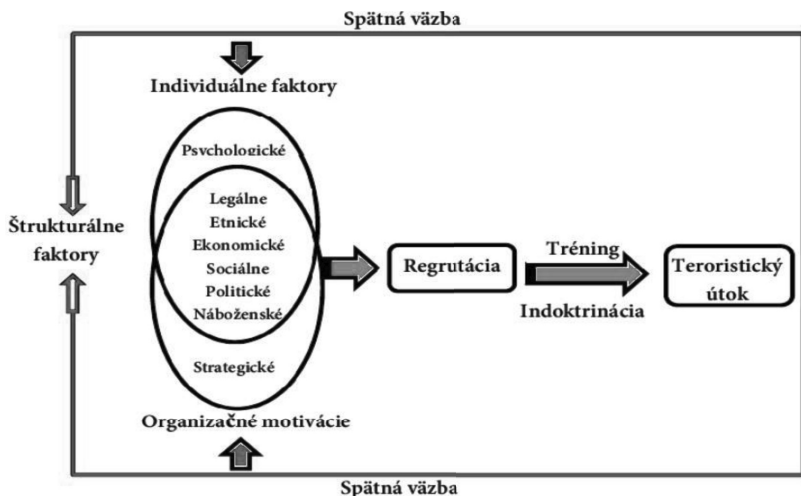 Spätná väzba
Individuálne faktory
Psychologické
Legálne
Etnické
Ekonomické
Sociálne
Politické
Náboženské
Strategické
Organizačné motivácie
Štrukturálne
faktory
Regrutácia
Tréning
Indoktrinácia
Teroristický
útok
Spätná väzba